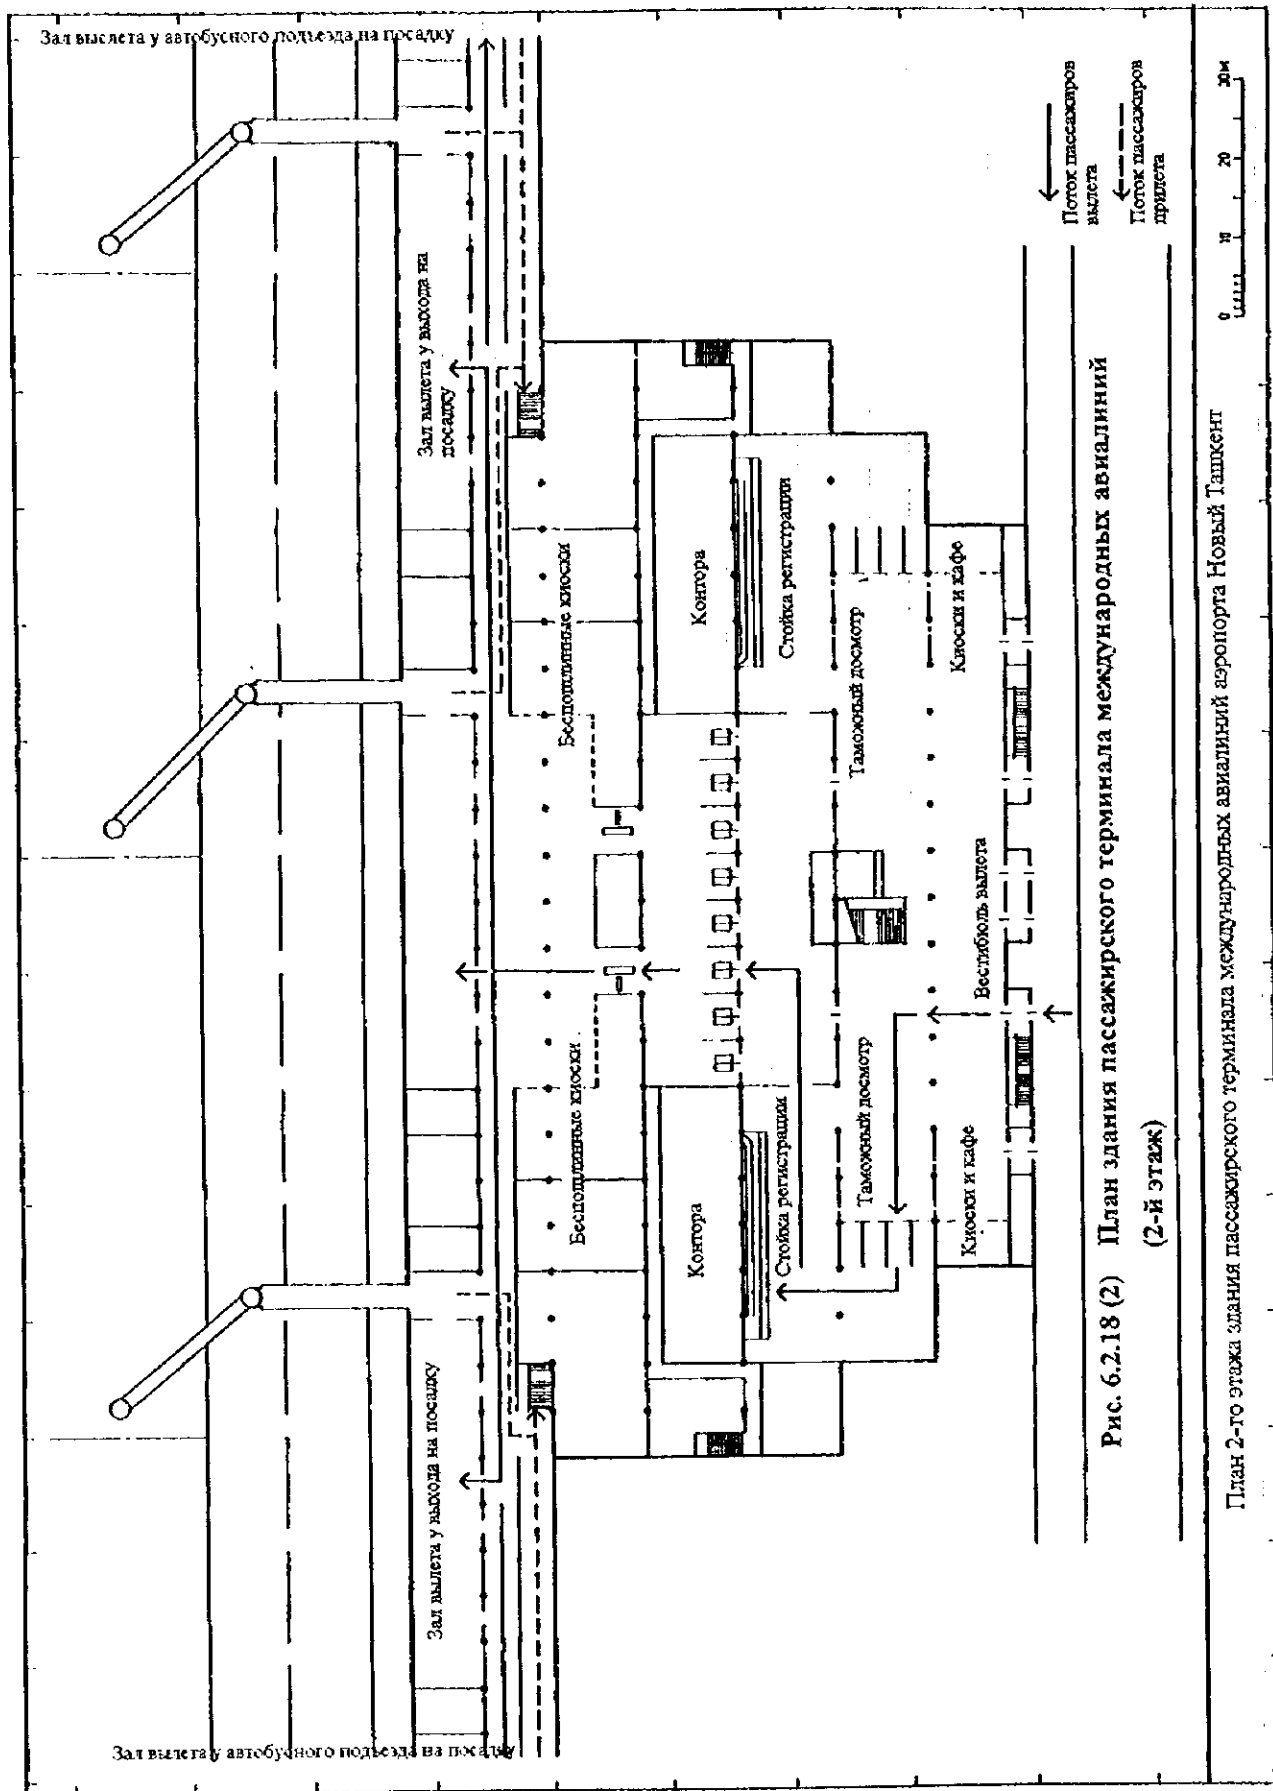 Зал выслета у автобусного подъезда на посадку
Зал вылета у выхода на
посадку
Беспошлинные киоски
Контора
Стойка регистрации
Таможный досмотр
Киоски и кафе
Вестибюль вылета
Беспошлинные киоски
Контора
Стойка регистрации
Таможный досмотр
Киоски и кафе
Зал вылета у выхода на посадку
Зал вылета у автобусного подъезда на посадку
Поток пассажиров
вылета
Поток пассажиров
прилета
0 10 20 30м
Рис. 6.2.18 (2) План здания пассажирского терминала международных авиалиний
(2-й этаж)
План 2-го этажа здания пассажирского терминала международных авиалиний аэропорта Новый Ташкент